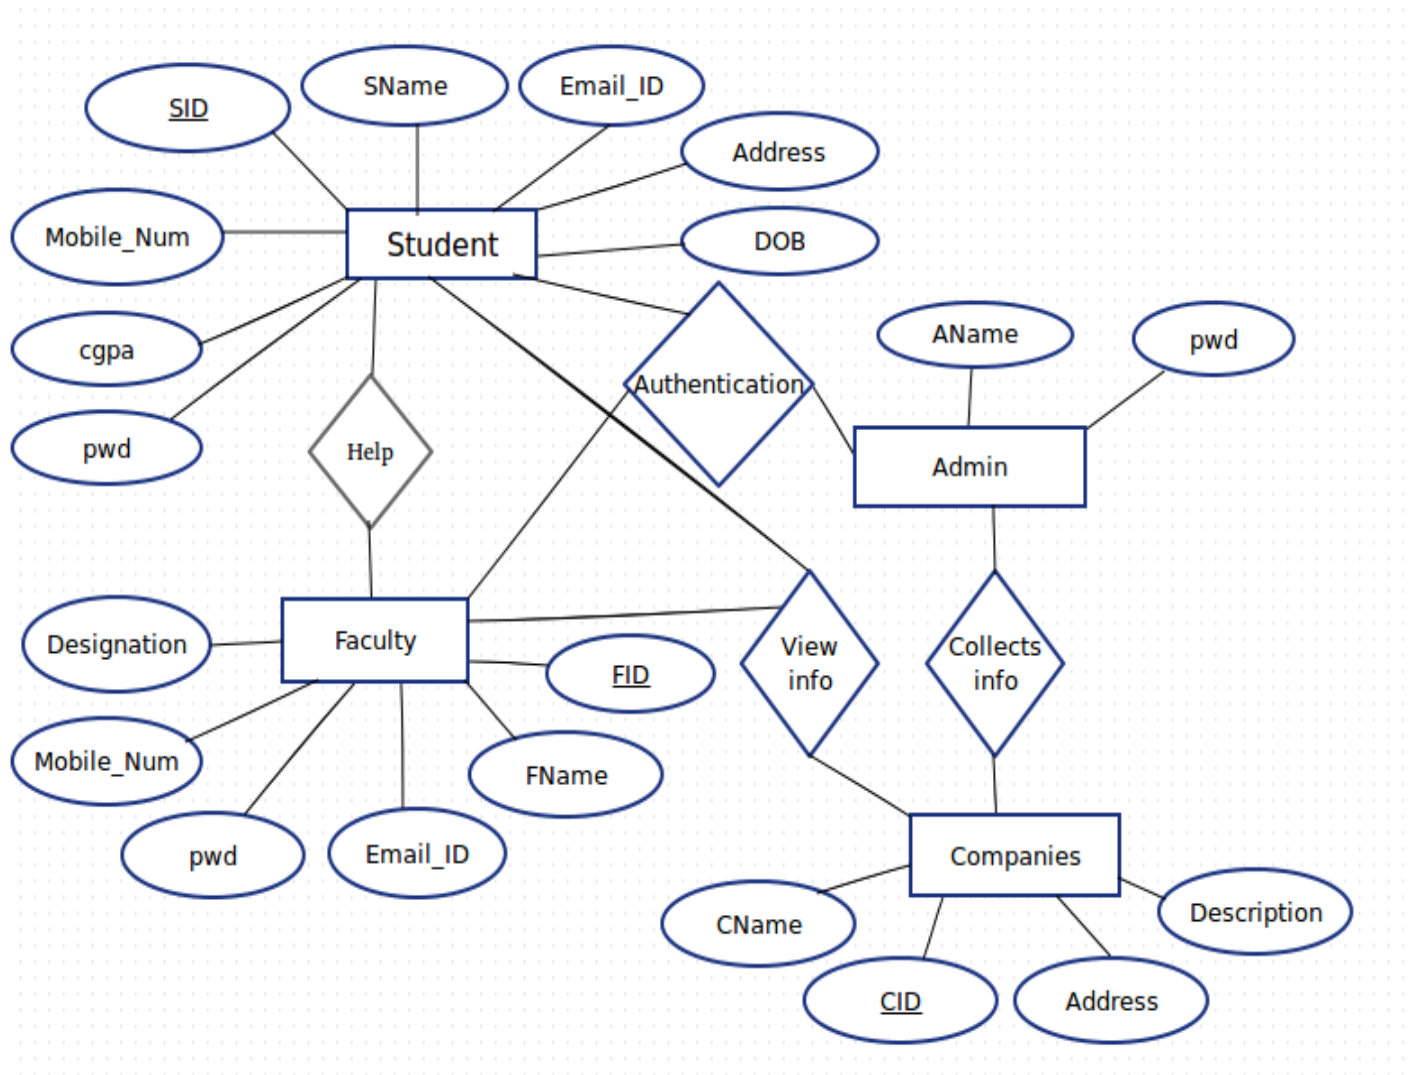 SName
Email_ID
SID
Address
Mobile_Num
Student
DOB
AName
pwd
cgpa
Authentication
pwd
Help
Admin
Designation
Faculty
View
info
Collects
info
FID
Mobile_Num
FName
pwd
Email_ID
Companies
CName
Description
CID
Address